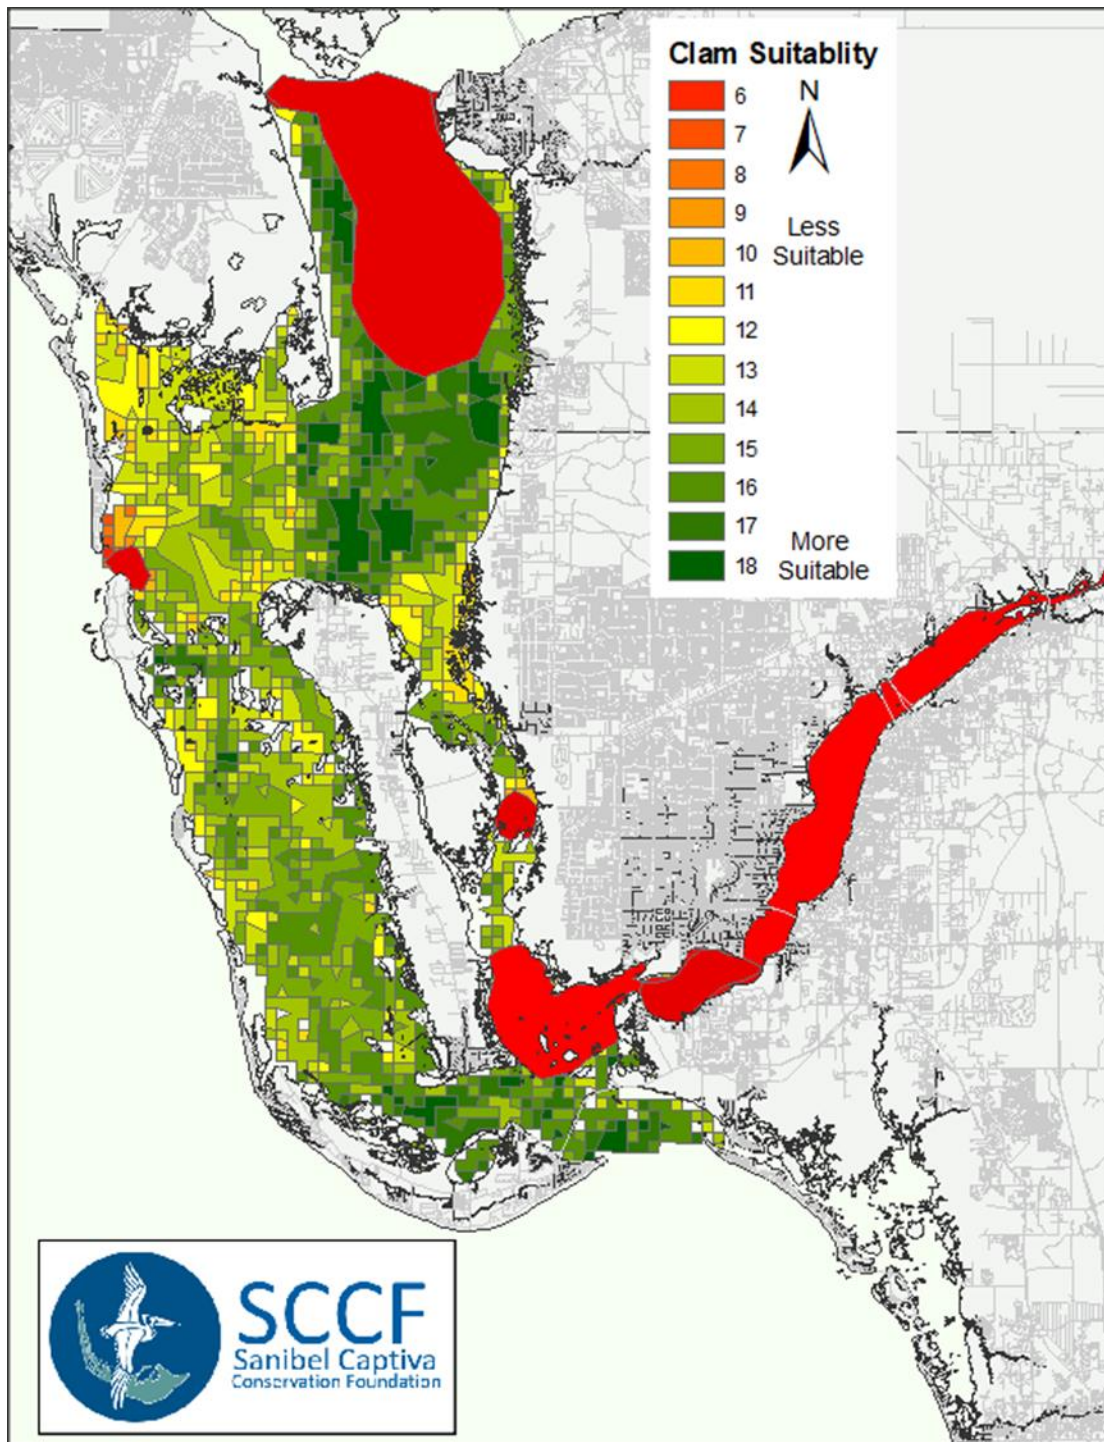 Clam Suitablity
6
N
7
8
9
Less
10 Suitable
11
12
13
14
15
16
17
More
18 Suitable
SCCF
Sanibel Captiva
Conservation Foundation